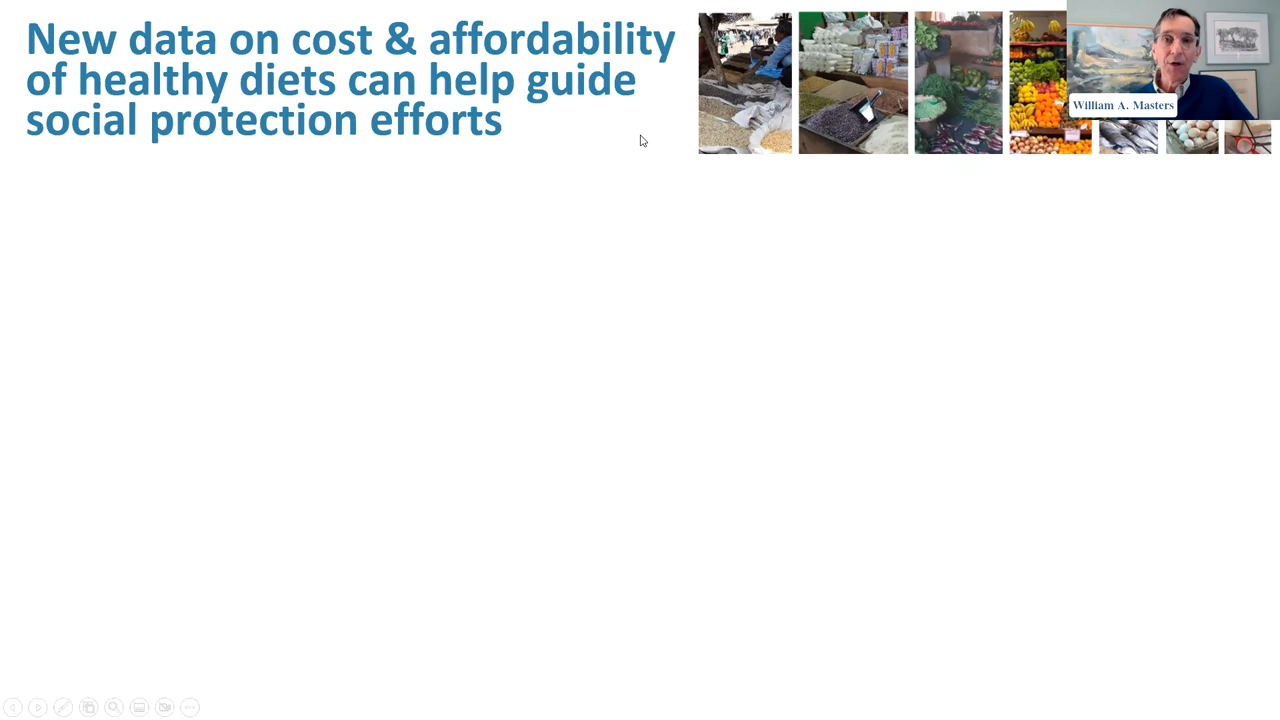 New data on cost & affordability
of healthy diets can help guide
social protection efforts
William A. Masters